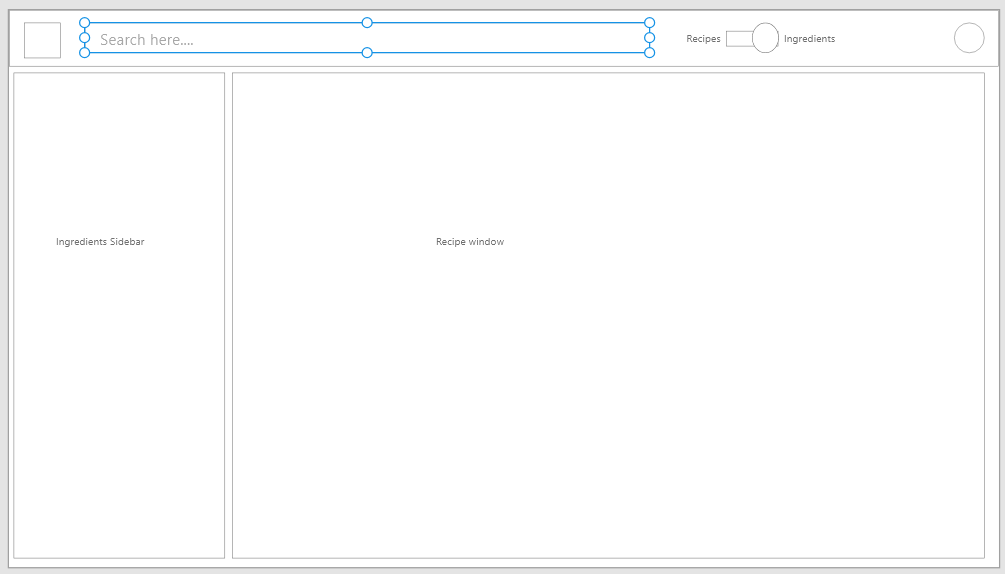 Search here....
Recipes
Ingredients
Ingredients Sidebar
Recipe window